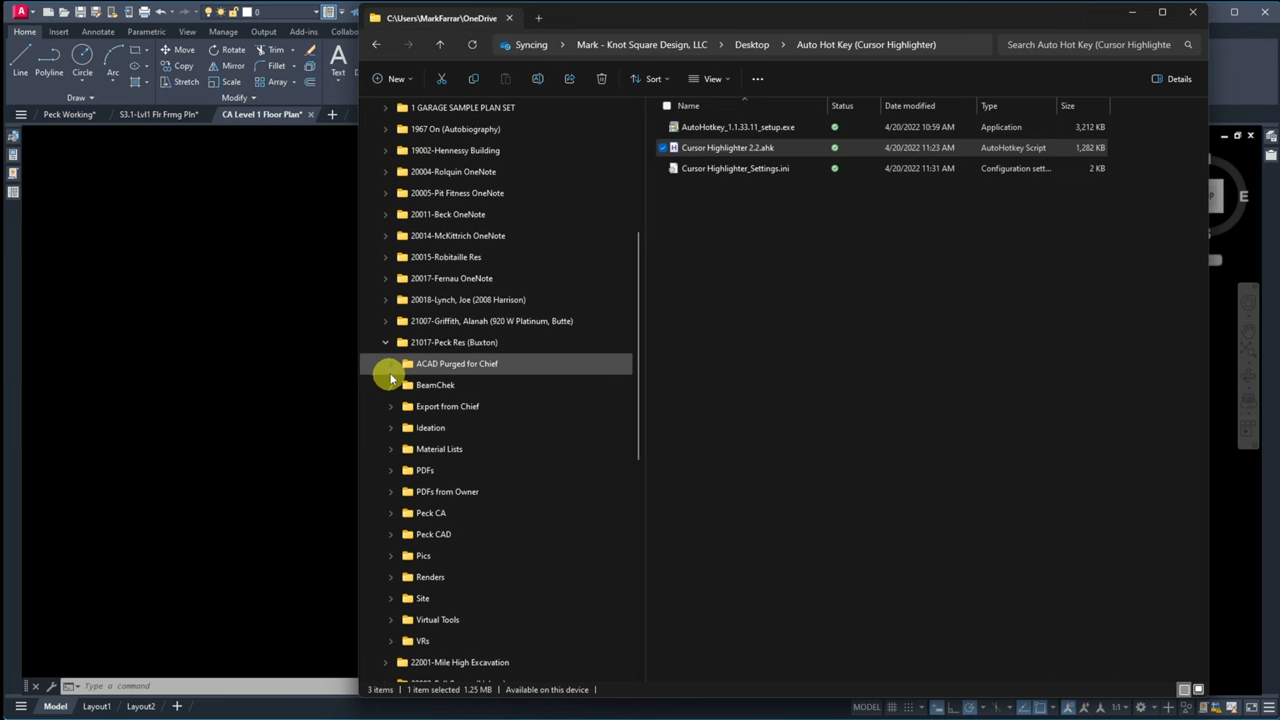 C:\Users\MarkFarrar\OneDrive
Home Insert Annotate Parametric View Manage Output Add-ins Collabo
Syncing Mark - Knot Square Design, LLC Desktop Auto Hot Key (Cursor Highlighter) Search Auto Hot Key (Cursor Highlighte
Line Polyline Circle Arc Text
Move Rotate Trim
Copy Mirror Fillet
Stretch Scale Array
Draw Modify
New Sort View Details
Peck Working* S3.1-Lvl1 Flr Frmg Pln* CA Level 1 Floor Plan*
Name Status Date modified Type Size
AutoHotkey_1.1.33.11_setup.exe 4/20/2022 10:59 AM Application 3,212 KB
Cursor Highlighter 2.2.ahk 4/20/2022 11:23 AM AutoHotkey Script 1,282 KB
Cursor Highlighter_Settings.ini 4/20/2022 11:31 AM Configuration sett... 2 KB
1 GARAGE SAMPLE PLAN SET
1967 On (Autobiography)
19002-Hennessy Building
20004-Rolquin OneNote
20005-Pit Fitness OneNote
20011-Beck OneNote
20014-McKittrich OneNote
20015-Robitaille Res
20017-Fernau OneNote
20018-Lynch, Joe (2008 Harrison)
21007-Griffith, Alanah (920 W Platinum, Butte)
21017-Peck Res (Buxton)
ACAD Purged for Chief
BeamChek
Export from Chief
Ideation
Material Lists
PDFs
PDFs from Owner
Peck CA
Peck CAD
Pics
Renders
Site
Virtual Tools
VRs
22001-Mile High Excavation
E
Type a command
3 items 1 item selected 1.25 MB Available on this device
Model Layout1 Layout2 MODEL 1:1